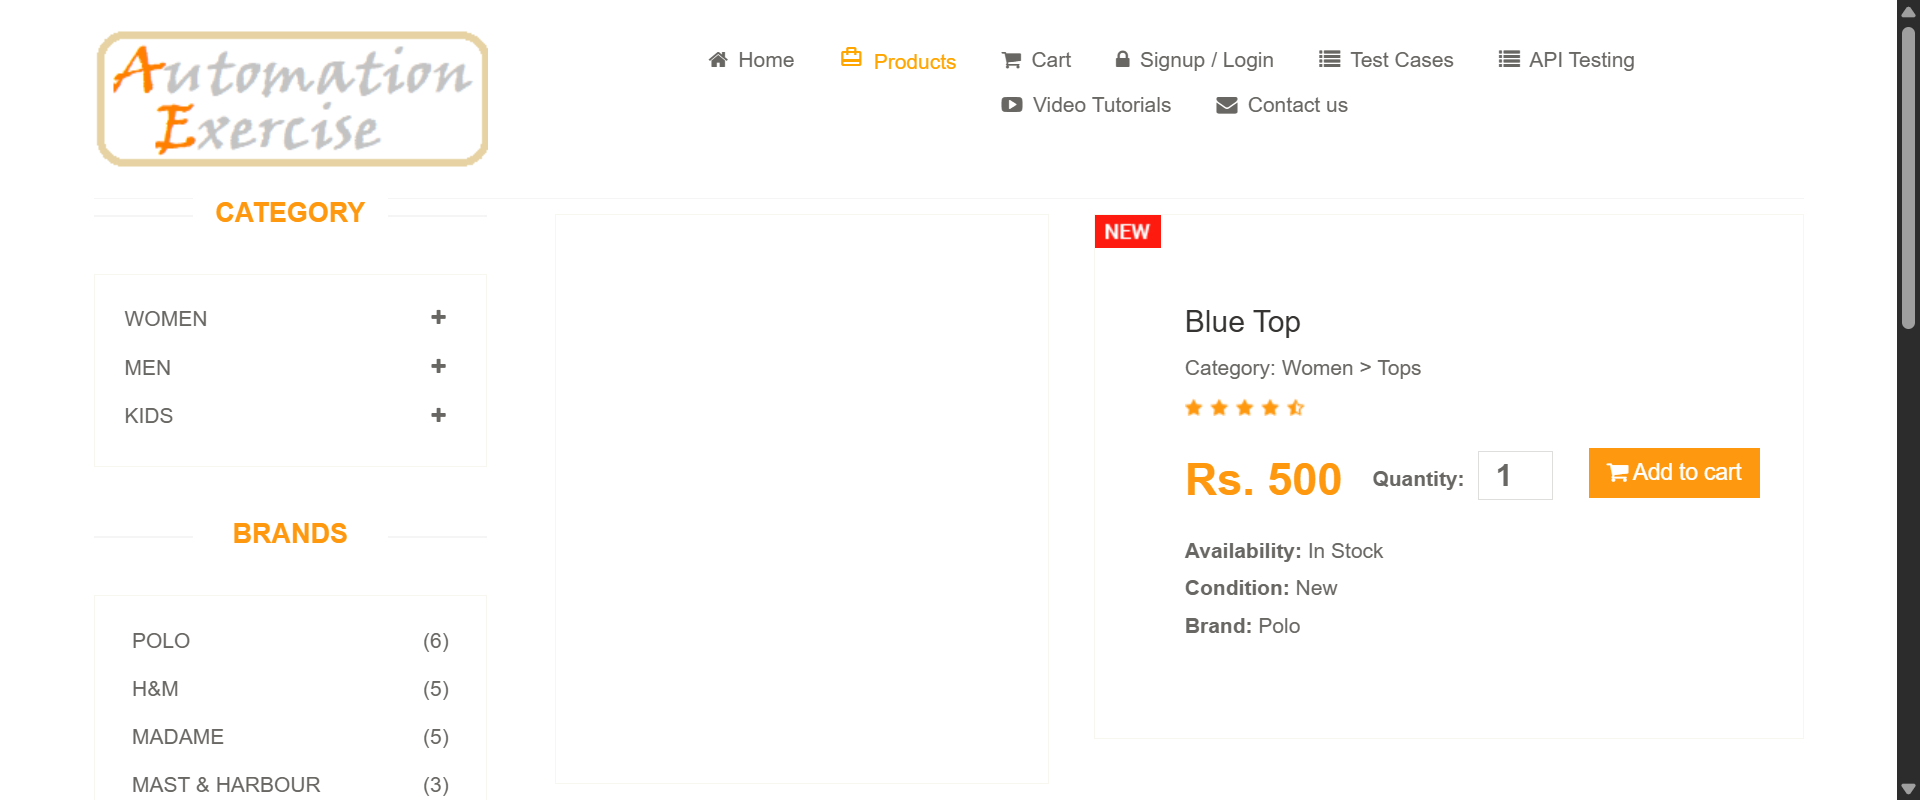 Automation
Exercise
Home
Products
Cart
Signup / Login
Test Cases
API Testing
Video Tutorials
Contact us
CATEGORY
WOMEN
MEN
KIDS
BRANDS
POLO (6)
H&M (5)
MADAME (5)
MAST & HARBOUR (3)
NEW
Blue Top
Category: Women > Tops
Rs. 500 Quantity: 1 Add to cart
Availability: In Stock
Condition: New
Brand: Polo